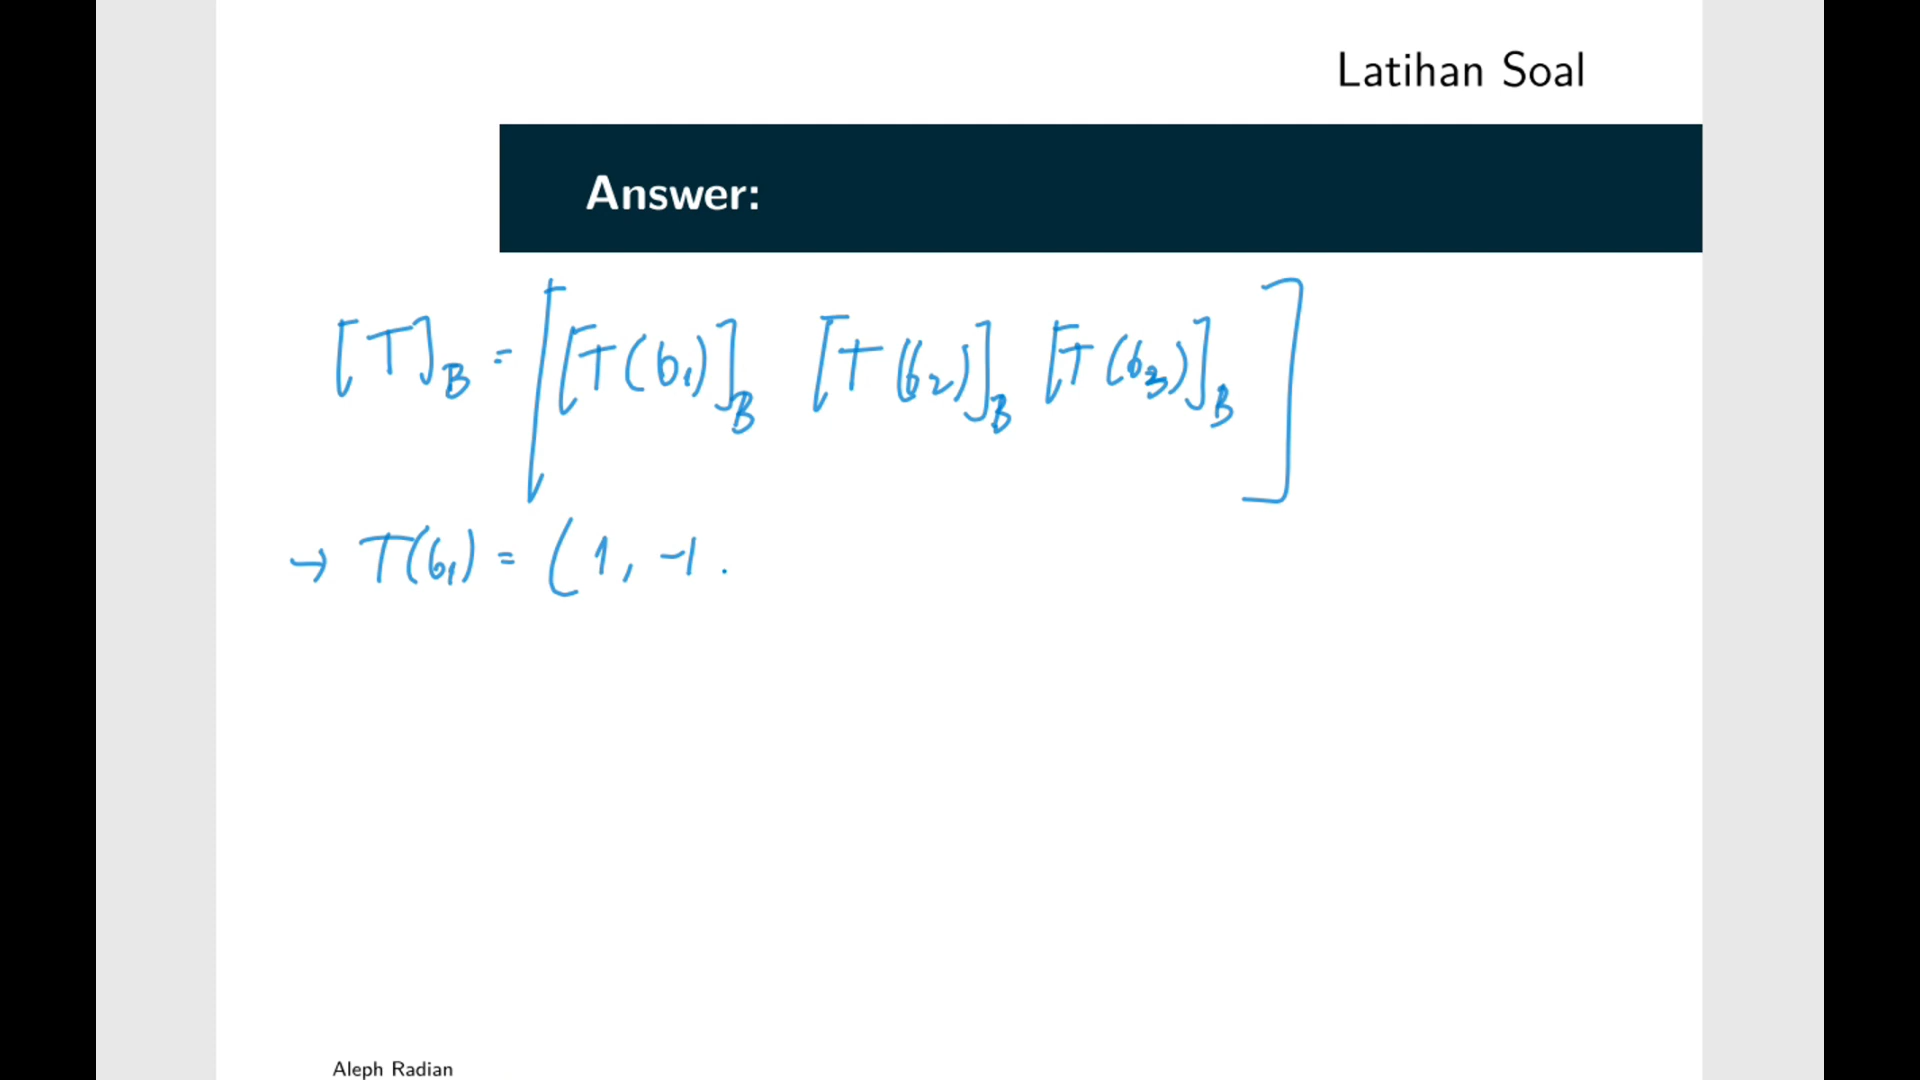 Latihan Soal
Answer:
[T]_B = [[T(b₁)]_B [T(b₂)]_B [T(b₃)]_B]
→ T(b₁) = (1, -1 .
Aleph Radian